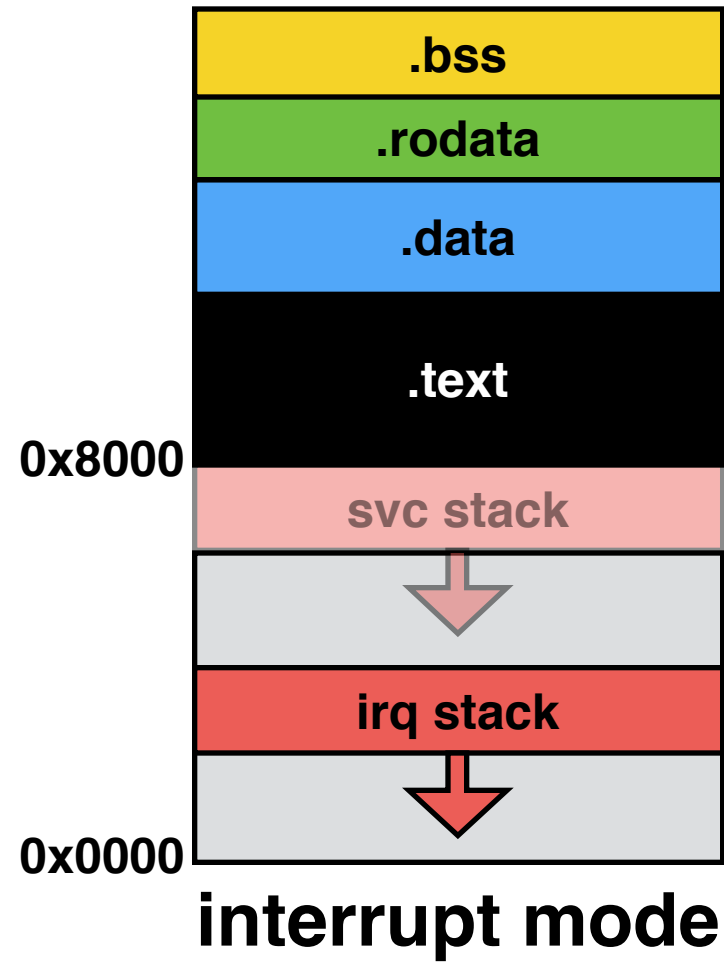 .bss
.rodata
.data
.text
0x8000
svc stack
irq stack
0x0000
interrupt mode